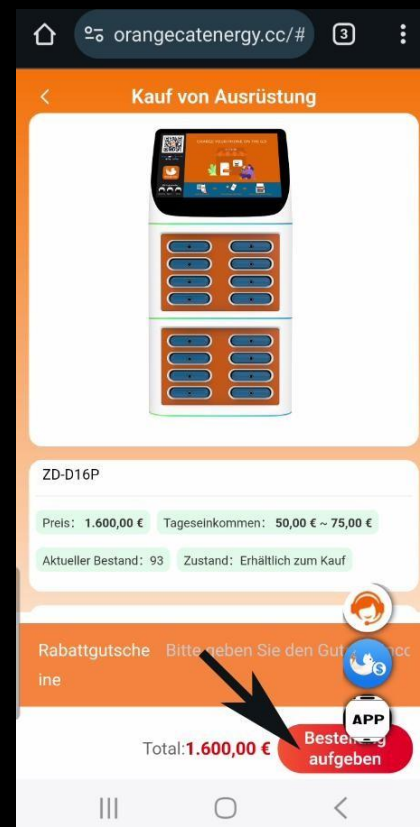 orangecatenergy.cc/#
3
Kauf von Ausrüstung
ZD-D16P
Preis: 1.600,00 €
Tageseinkommen: 50,00 € ~ 75,00 €
Aktueller Bestand: 93
Zustand: Erhältlich zum Kauf
Rabattgutsche
ine
Bitte geben Sie den
APP
Total:1.600,00 €
aufgeben